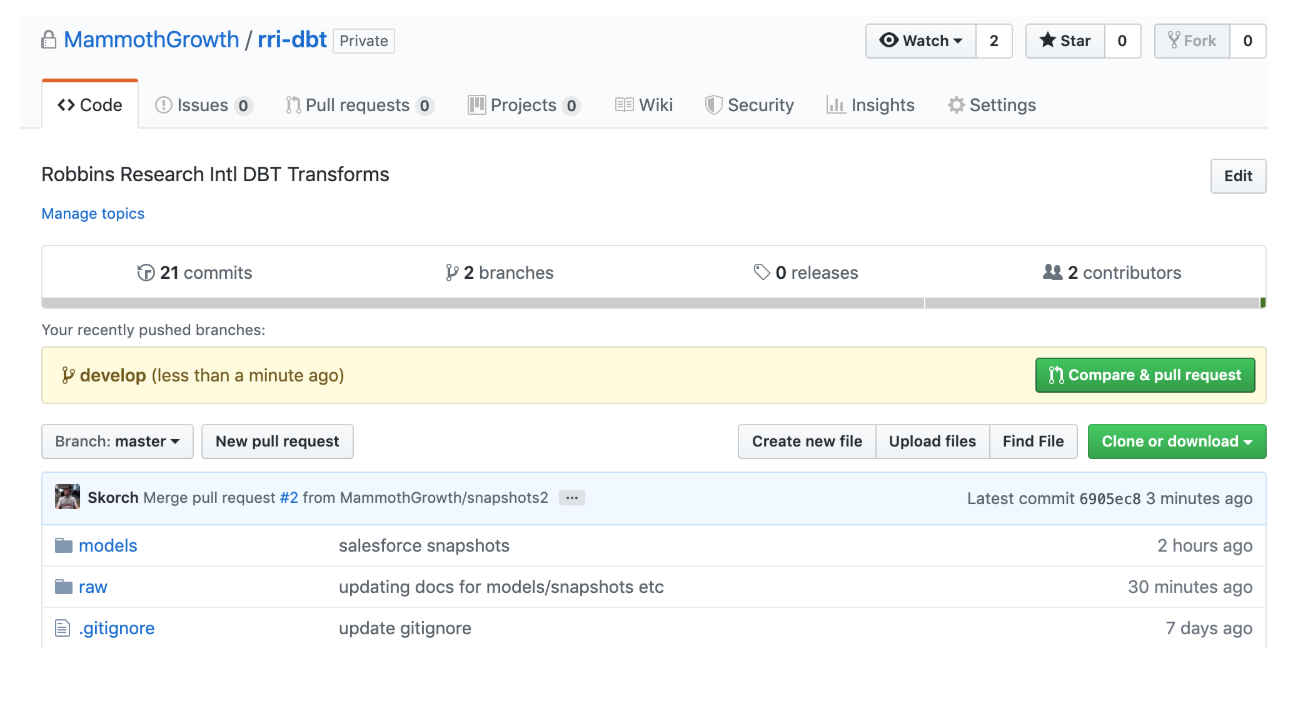 MammothGrowth / rri-dbt Private Watch 2 Star 0 Fork 0
Code Issues 0 Pull requests 0 Projects 0 Wiki Security Insights Settings
Robbins Research Intl DBT Transforms Edit
Manage topics
21 commits 2 branches 0 releases 2 contributors
Your recently pushed branches:
develop (less than a minute ago) Compare & pull request
Branch: master New pull request Create new file Upload files Find File Clone or download
Skorch Merge pull request #2 from MammothGrowth/snapshots2 ... Latest commit 6905ec8 3 minutes ago
models salesforce snapshots 2 hours ago
raw updating docs for models/snapshots etc 30 minutes ago
.gitignore update gitignore 7 days ago